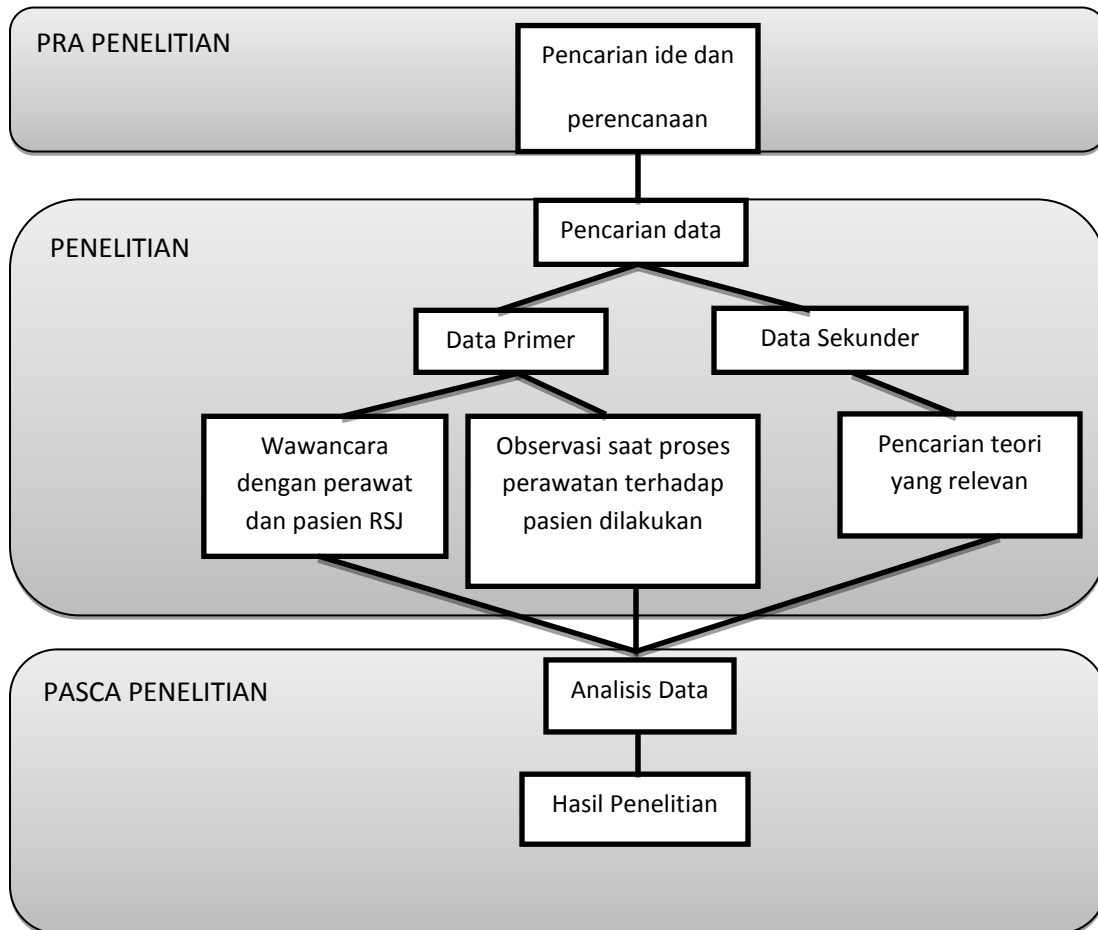 PRA PENELITIAN
Pencarian ide dan
perencanaan
Pencarian data
PENELITIAN
Data Primer
Data Sekunder
Wawancara
dengan perawat
dan pasien RSJ
Observasi saat proses
perawatan terhadap
pasien dilakukan
Pencarian teori
yang relevan
PASCA PENELITIAN
Analisis Data
Hasil Penelitian